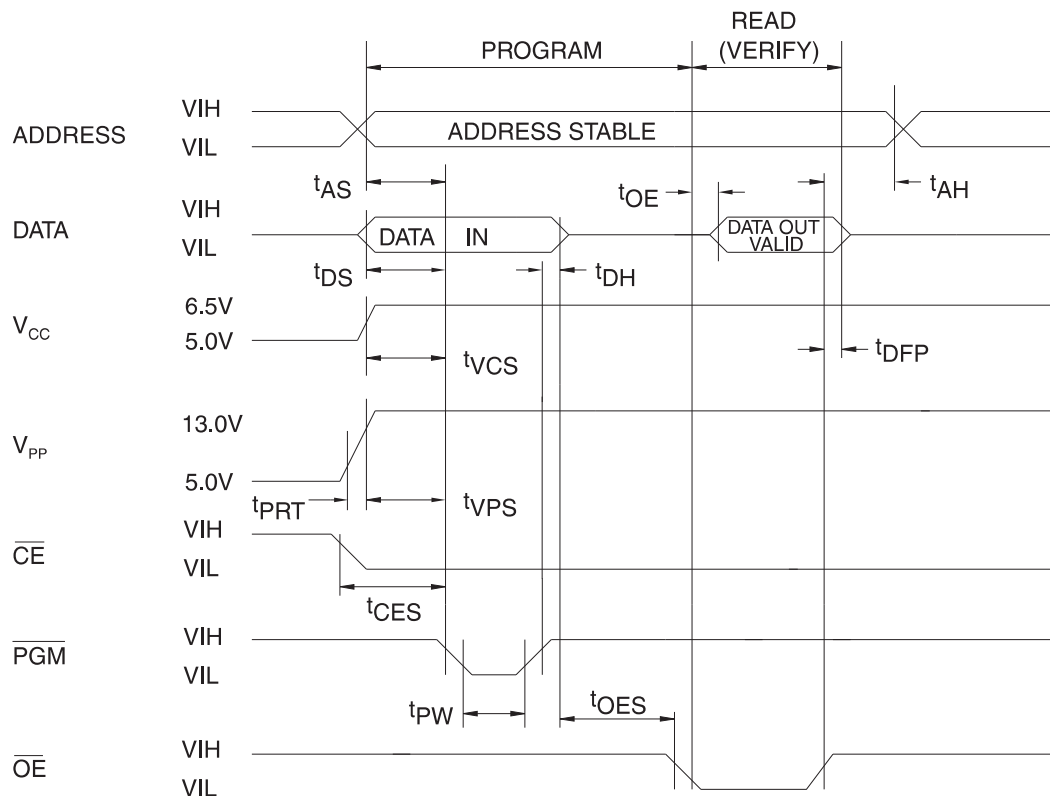 READ
PROGRAM (VERIFY)
VIH
ADDRESS ADDRESS STABLE
VIL
tAS tOE tAH
VIH
DATA DATA IN DATA OUT
VIL VALID
tDS tDH
6.5V
VCC
5.0V tVCS tDFP
13.0V
VPP
5.0V
tPRT tVPS
VIH
CE
VIL
tCES
VIH
PGM
VIL
tPW tOES
VIH
OE
VIL